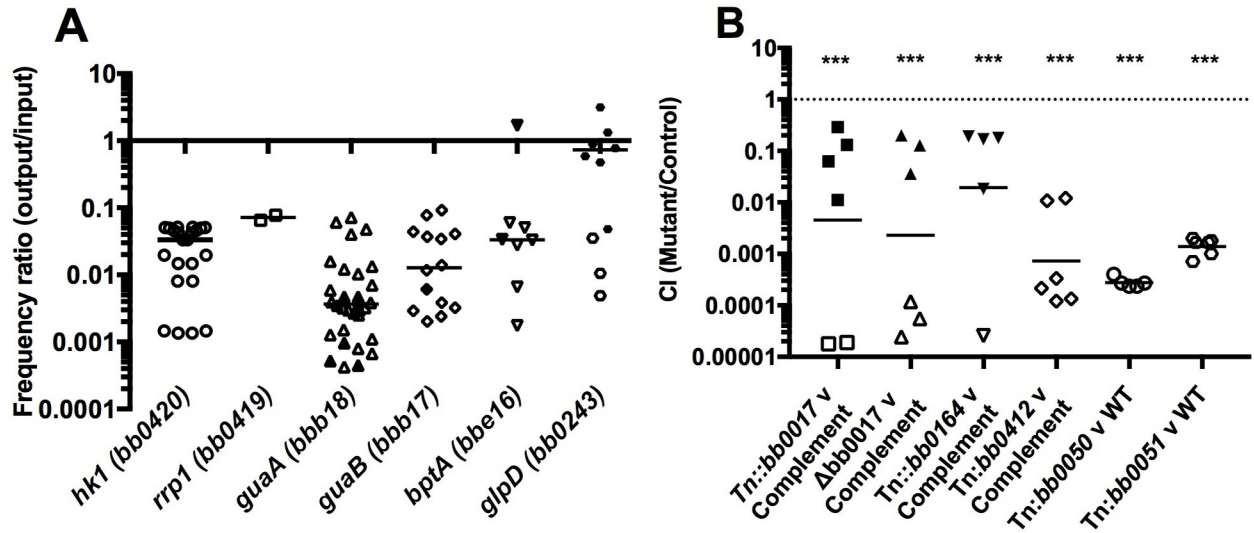 A
Frequency ratio (output/input)
10
1
0.1
0.01
0.001
0.0001
hk1 (bb0420)
rrp1 (bb0419)
guaA (bbb18)
guaB (bbb17)
bptA (bbe16)
glpD (bb0243)
B
CI (Mutant/Control)
10
1
0.1
0.01
0.001
0.0001
0.00001
*** *** *** *** *** ***
Tn::bb0017 v
Complement
Δbb0017 v
Complement
Tn::bb0164 v
Complement
Tn:bb0412 v
Complement
Tn:bb0050 v WT
Tn:bb0051 v WT